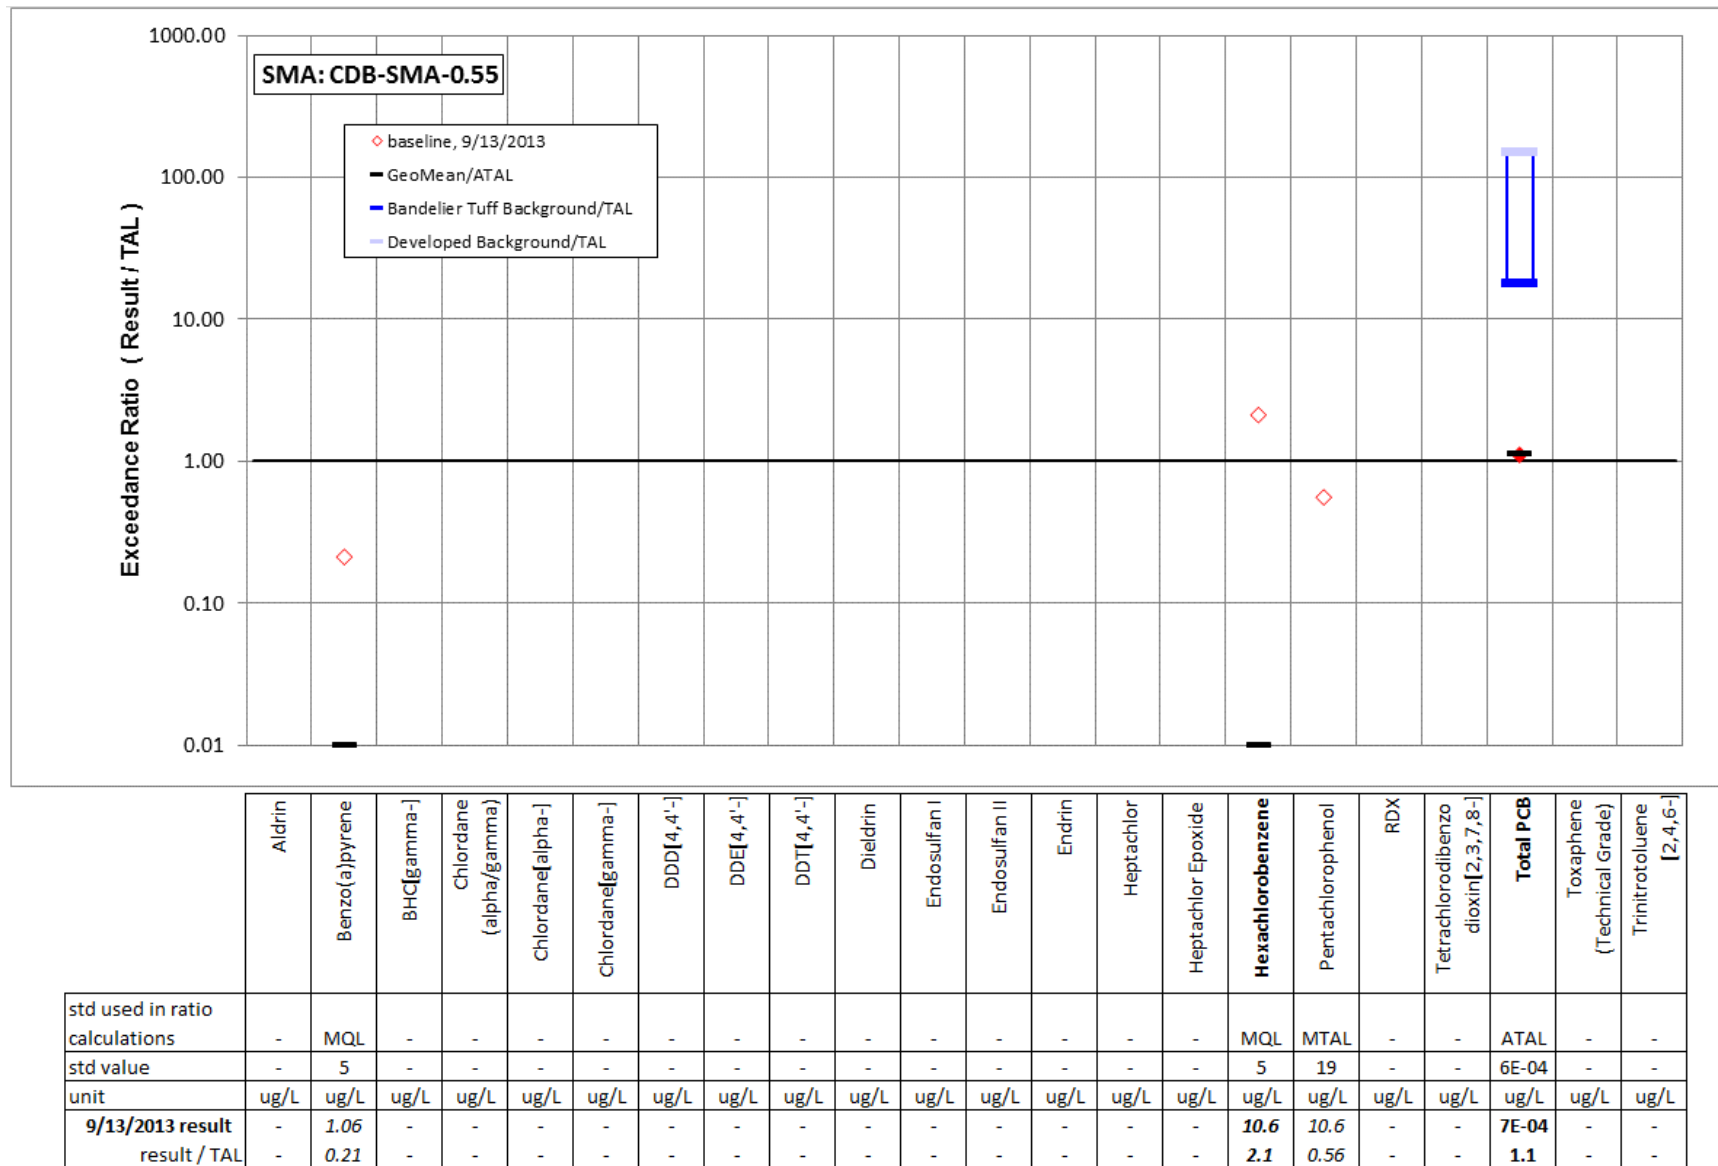 1000.00
SMA: CDB-SMA-0.55
baseline, 9/13/2013
GeoMean/ATAL
Bandelier Tuff Background/TAL
Developed Background/TAL
100.00
10.00
1.00
0.10
0.01
Exceedance Ratio ( Result / TAL )
Aldrin
Benzo(a)pyrene
BHC[gamma-]
Chlordane
(alpha/gamma)
Chlordane[alpha-]
Chlordane[gamma-]
DDD[4,4'-]
DDE[4,4'-]
DDT[4,4'-]
Dieldrin
Endosulfan I
Endosulfan II
Endrin
Heptachlor
Heptachlor Epoxide
Hexachlorobenzene
Pentachlorophenol
RDX
Tetrachlorodibenzo
dioxin[2,3,7,8-]
Total PCB
Toxaphene
(Technical Grade)
Trinitrotoluene
[2,4,6-]
std used in ratio
calculations - MQL - - - - - - - - - - - - - MQL MTAL - - ATAL - -
std value - 5 - - - - - - - - - - - - - 5 19 - - 6E-04 - -
unit ug/L ug/L ug/L ug/L ug/L ug/L ug/L ug/L ug/L ug/L ug/L ug/L ug/L ug/L ug/L ug/L ug/L ug/L ug/L ug/L ug/L ug/L
9/13/2013 result - 1.06 - - - - - - - - - - - - - 10.6 10.6 - - 7E-04 - -
result / TAL - 0.21 - - - - - - - - - - - - - 2.1 0.56 - - 1.1 - -